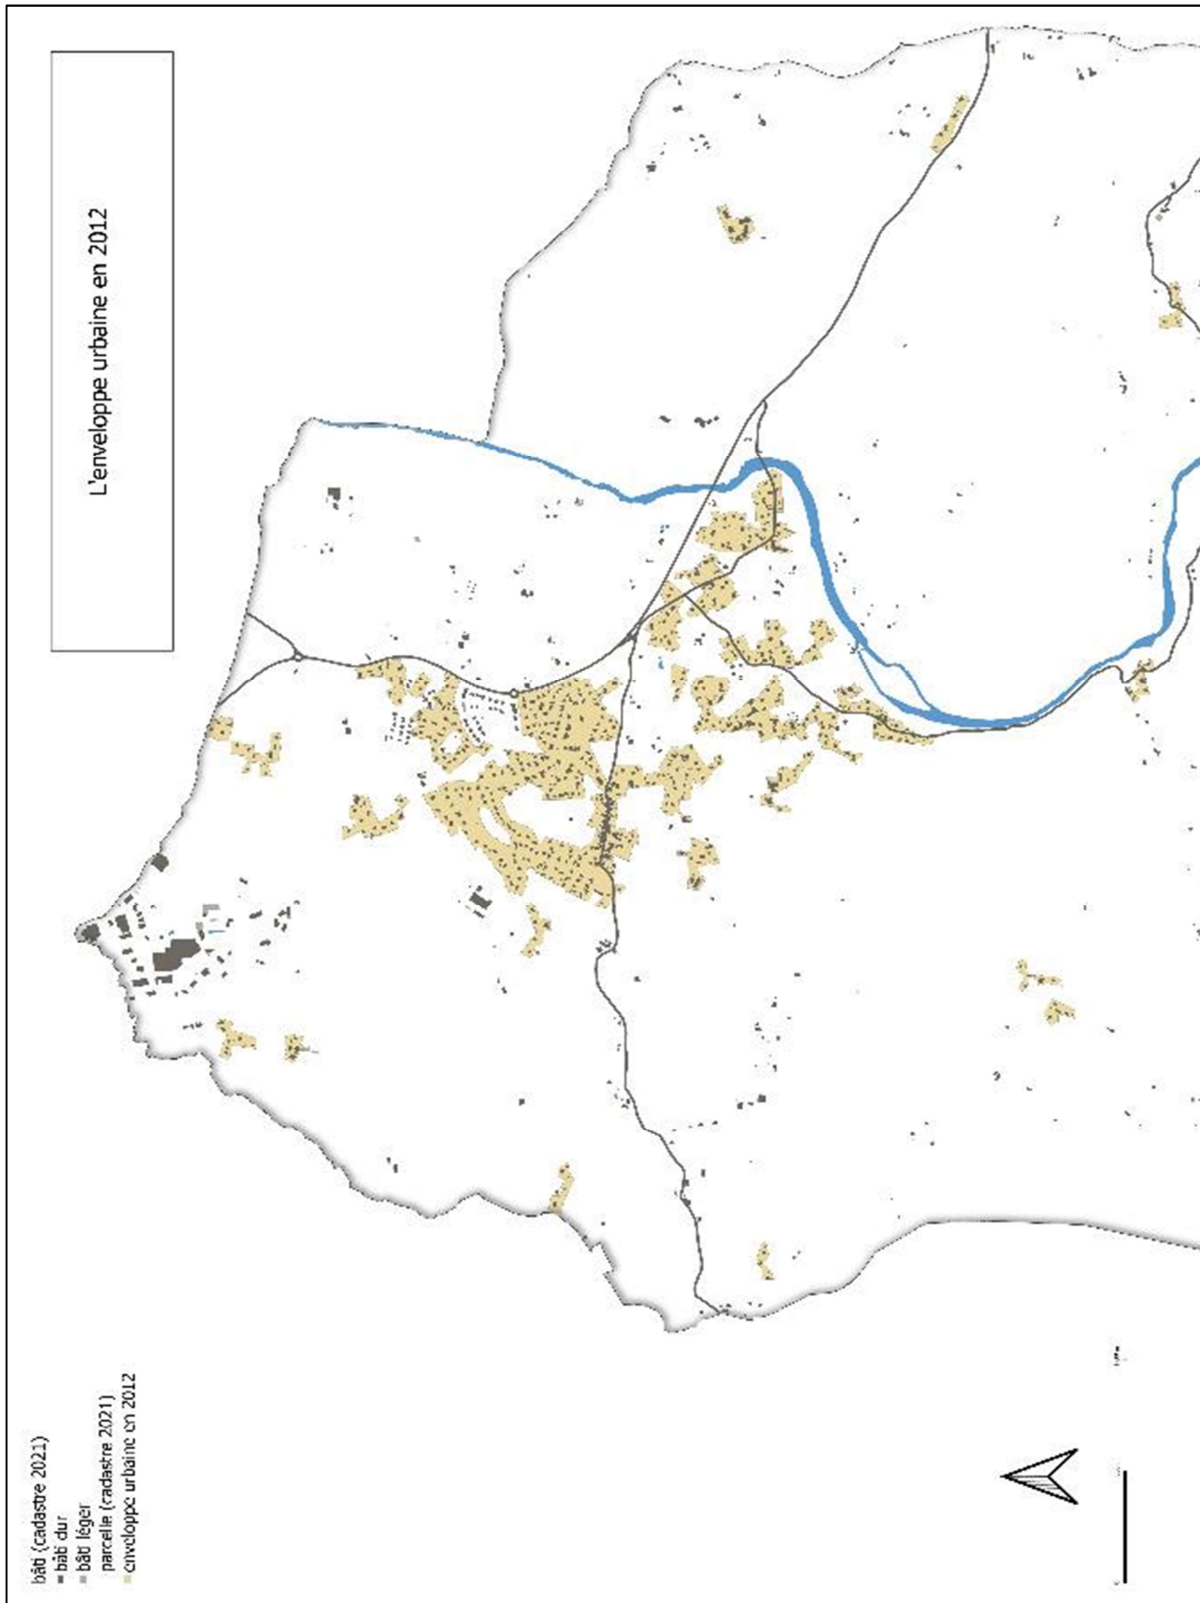 L'enveloppe urbaine en 2012
bâti (cadastre 2021)
bâti dur
bâti léger
parcelle (cadastre 2021)
enveloppe urbaine en 2012